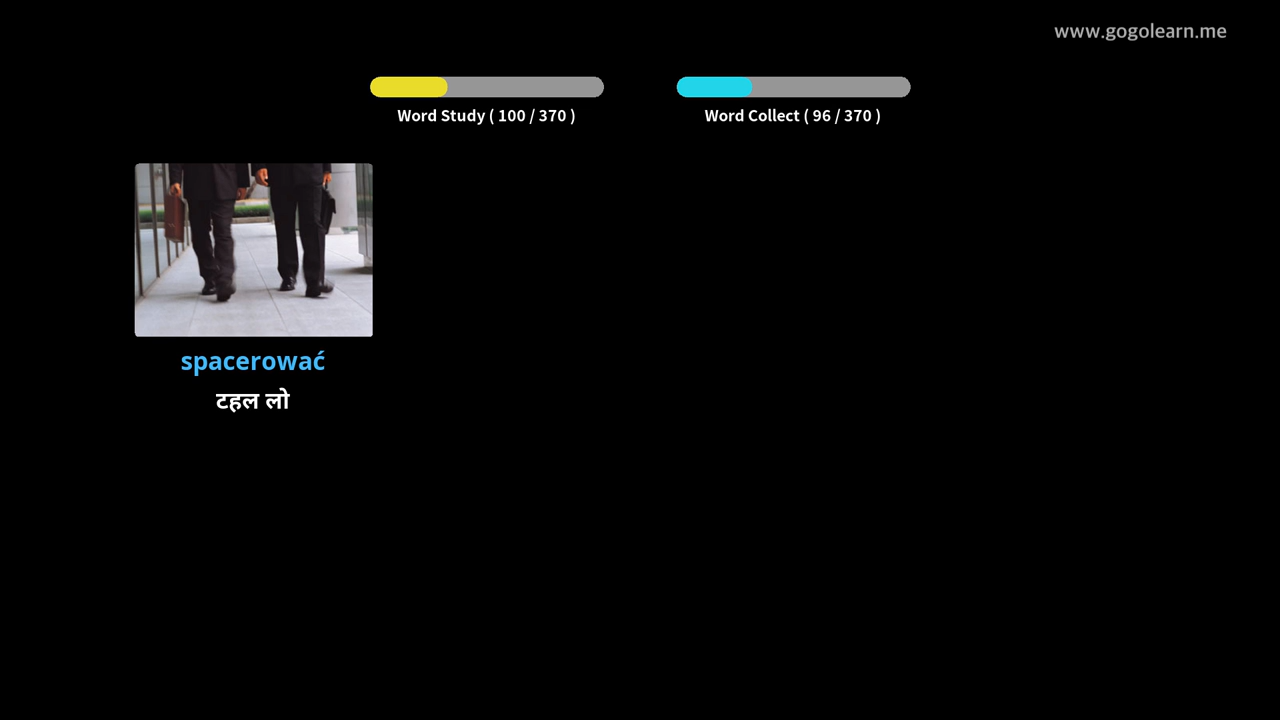 www.gogolearn.me
Word Study ( 100 / 370 )
Word Collect ( 96 / 370 )
spacerować
टहल लो